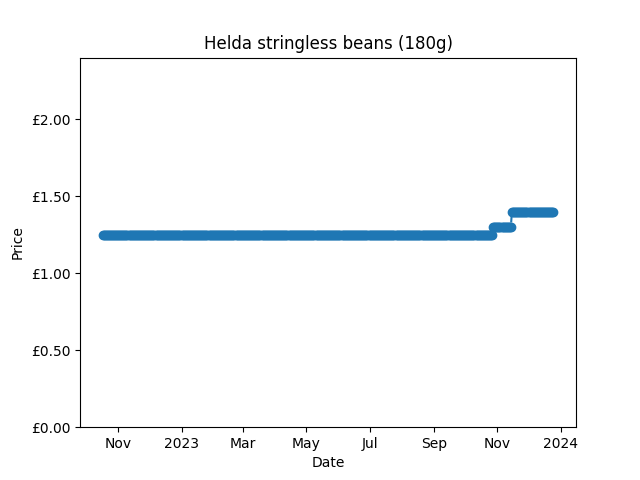 Helda stringless beans (180g)
£2.00
£1.50
£1.00
£0.50
£0.00
Price
Nov 2023 Mar May Jul Sep Nov 2024
Date